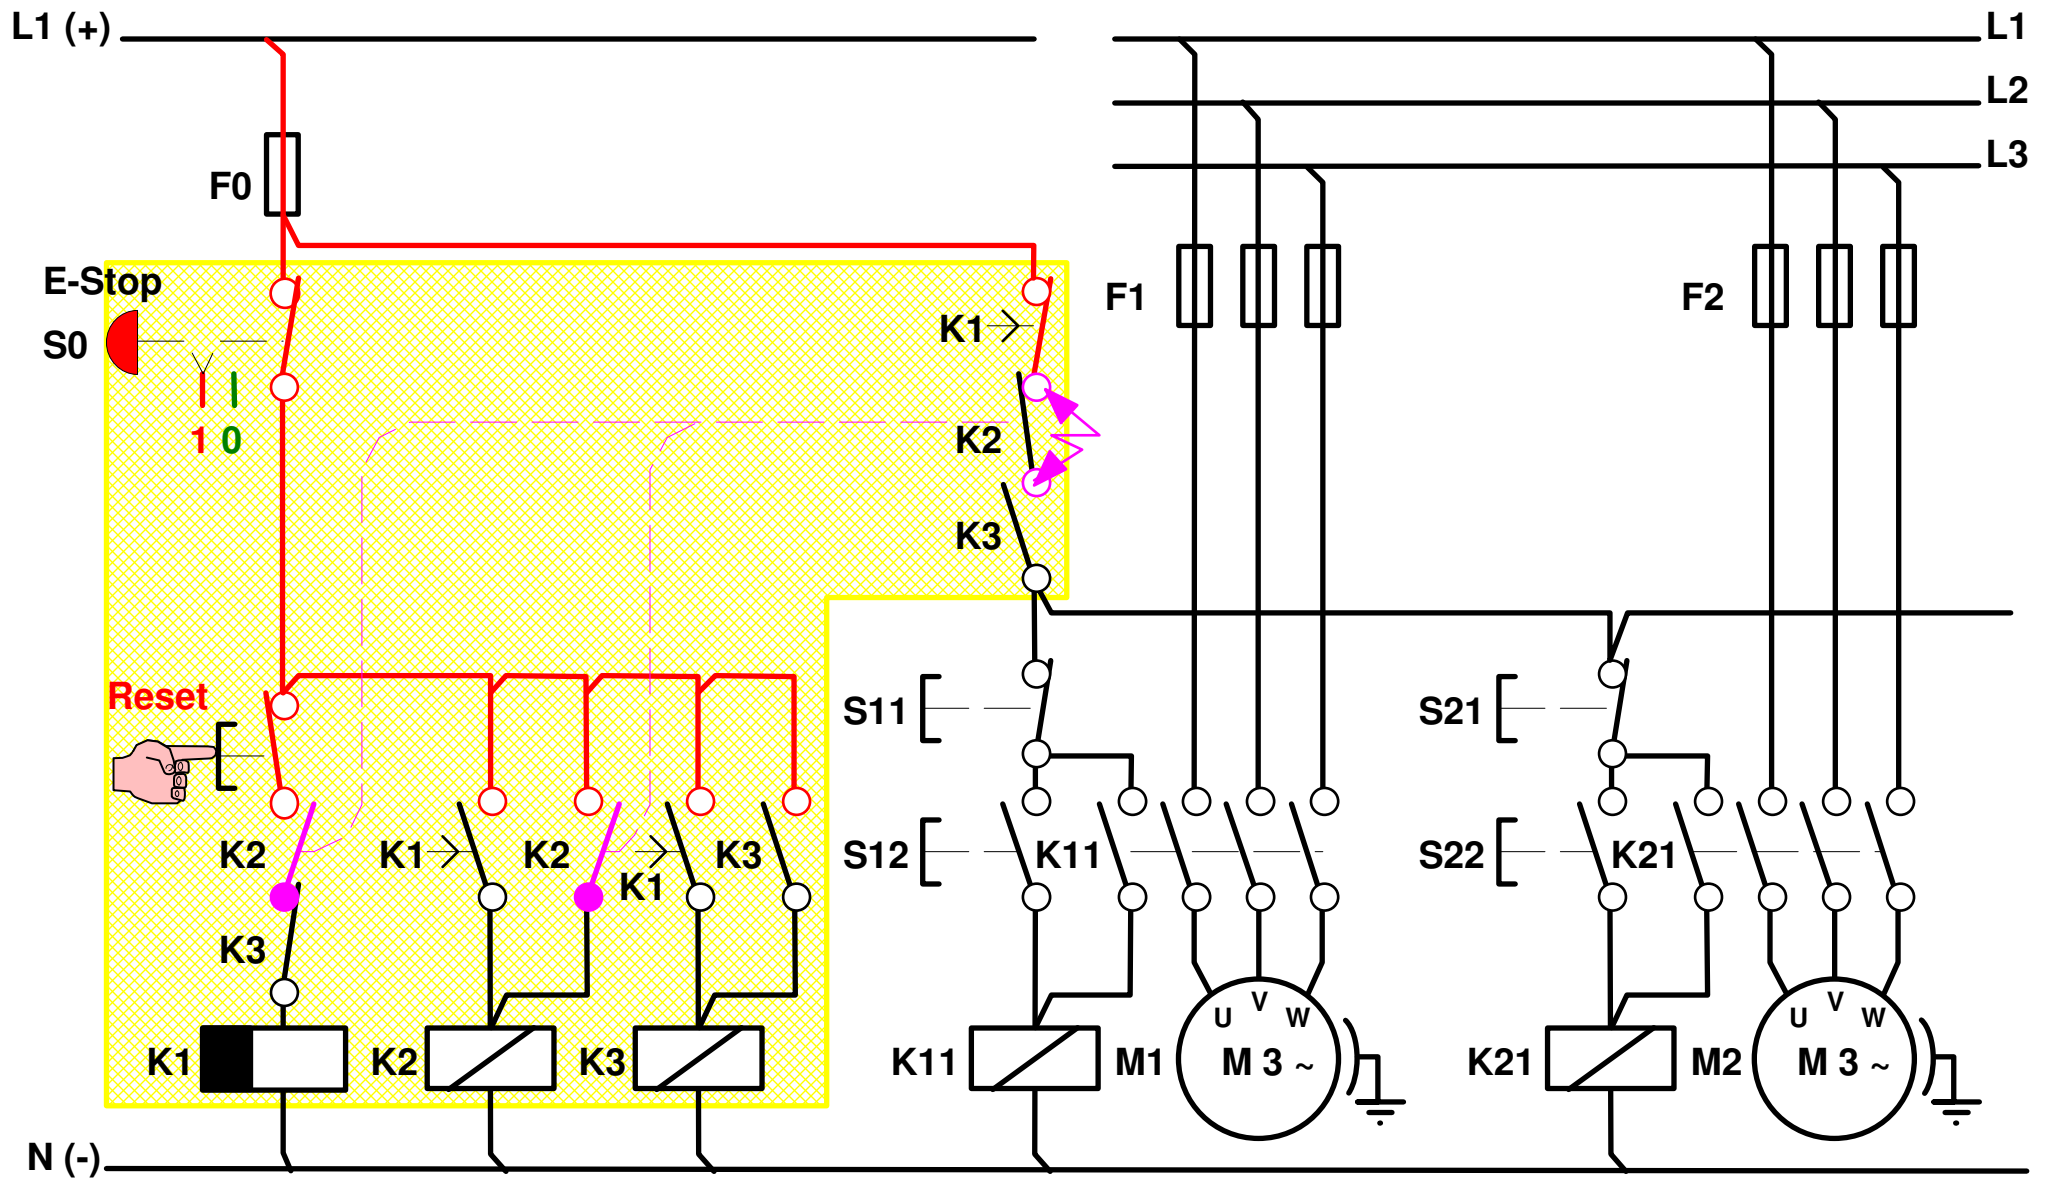 L1 (+)
L1
L2
L3
F0
E-Stop
S0
1 0
K1
F1
F2
K2
K3
Reset
S11
S21
K2
K1
K2
K1
K3
S12
K11
S22
K21
K3
K1
K2
K3
K11
M1
U
V
W
M 3 ~
K21
M2
U
V
W
M 3 ~
N (-)